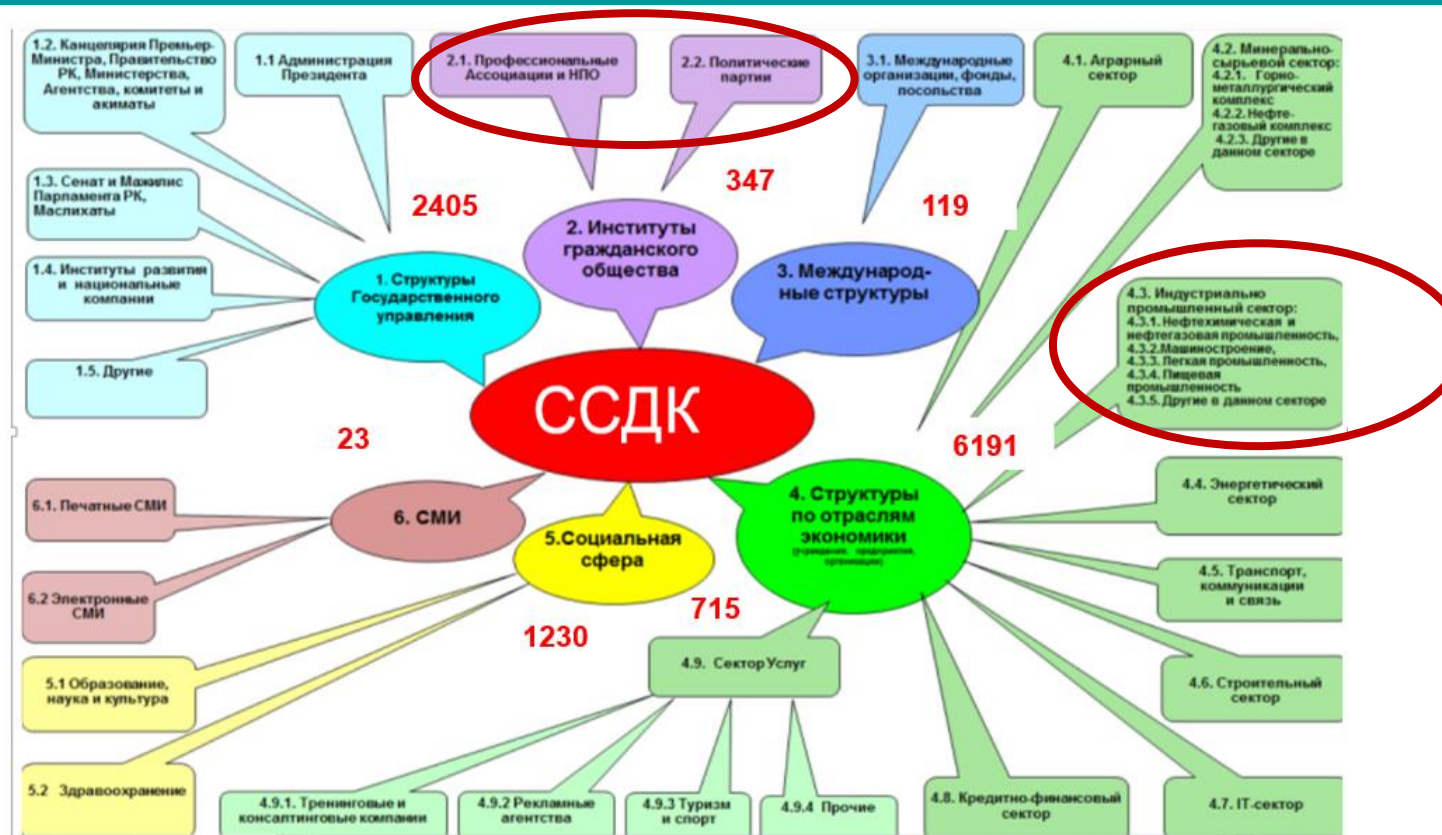 1.2. Канцелярия Премьер-
Министра, Правительство
РК, Министерства,
Агентства, комитеты и
акиматы
1.1 Администрация
Президента
2.1. Профессиональные
Ассоциации и НПО
2.2. Политические
партии
3.1. Международные
организации, фонды,
посольства
4.1. Аграрный
сектор
4.2. Минерально-
сырьевой сектор:
4.2.1. Горно-
металлургический
комплекс
4.2.2. Нефте-
газовый комплекс
4.2.3. Другие в
данном секторе
1.3. Сенат и Мажилис
Парламента РК,
Маслихаты
2405
347
119
1.4. Институты развития
и национальные
компании
1. Структуры
Государственного
управления
2. Институты
гражданского
общества
3. Международ-
ные структуры
4.3. Индустриально
промышленный сектор:
4.3.1. Нефтехимическая и
нефтегазовая промышленность,
4.3.2.Машиностроение,
4.3.3. Легкая промышленность,
4.3.4. Пищевая
промышленность
4.3.5. Другие в данном секторе
1.5. Другие
ССДК
23
6191
6.1. Печатные СМИ
6. СМИ
5.Социальная
сфера
4. Структуры
по отраслям
экономики
(учреждения, предприятия,
организации)
4.4. Энергетический
сектор
6.2 Электронные
СМИ
4.5. Транспорт,
коммуникации
и связь
715
1230
5.1 Образование,
наука и культура
4.9. Сектор Услуг
4.6. Строительный
сектор
5.2 Здравоохранение
4.9.1. Тренинговые и
консалтинговые компании
4.9.2 Рекламные
агентства
4.9.3 Туризм
и спорт
4.9.4 Прочие
4.8. Кредитно-финансовый
сектор
4.7. IT-сектор